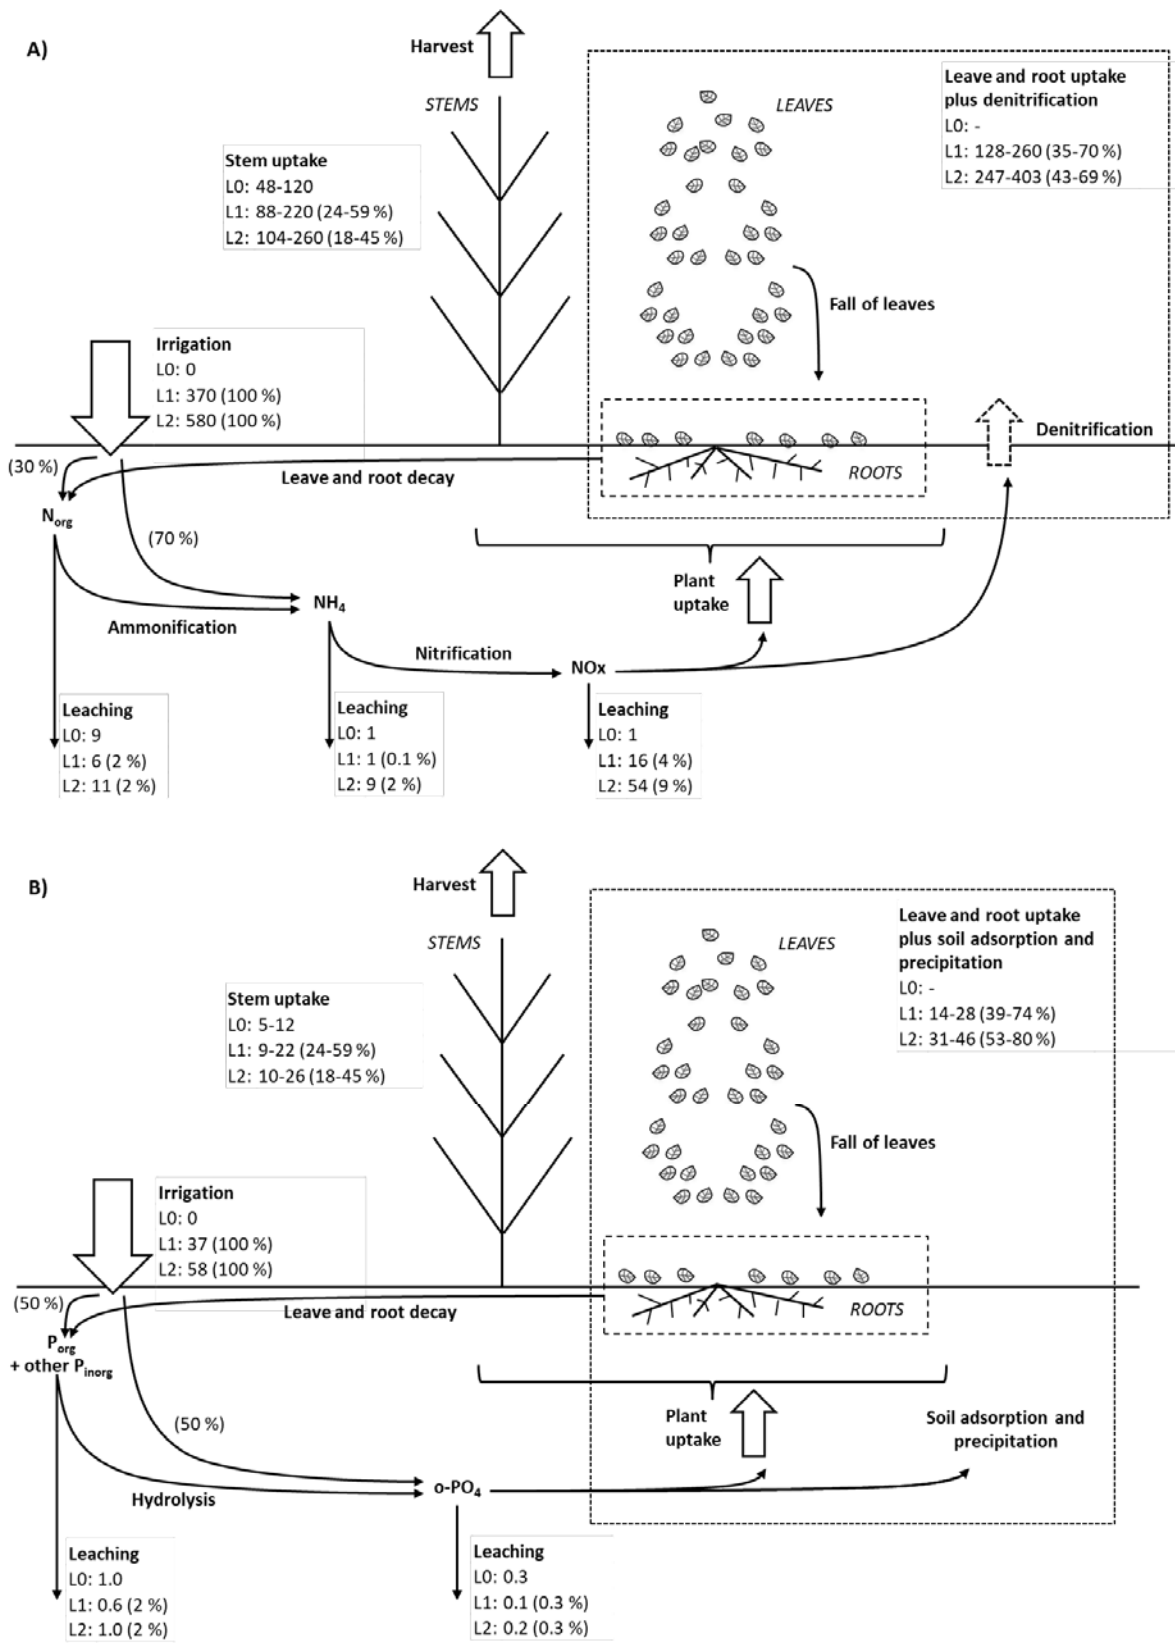 A)
Harvest
STEMS
LEAVES
Leave and root uptake
plus denitrification
L0: -
L1: 128-260 (35-70 %)
L2: 247-403 (43-69 %)
Stem uptake
L0: 48-120
L1: 88-220 (24-59 %)
L2: 104-260 (18-45 %)
Fall of leaves
Irrigation
L0: 0
L1: 370 (100 %)
L2: 580 (100 %)
Denitrification
(30 %)
Leave and root decay
ROOTS
Norg
(70 %)
Plant
uptake
NH4
Ammonification
Nitrification
NOx
Leaching
L0: 9
L1: 6 (2 %)
L2: 11 (2 %)
Leaching
L0: 1
L1: 1 (0.1 %)
L2: 9 (2 %)
Leaching
L0: 1
L1: 16 (4 %)
L2: 54 (9 %)
B)
Harvest
STEMS
LEAVES
Leave and root uptake
plus soil adsorption and
precipitation
L0: -
L1: 14-28 (39-74 %)
L2: 31-46 (53-80 %)
Stem uptake
L0: 5-12
L1: 9-22 (24-59 %)
L2: 10-26 (18-45 %)
Fall of leaves
Irrigation
L0: 0
L1: 37 (100 %)
L2: 58 (100 %)
(50 %)
Leave and root decay
ROOTS
Porg
+ other Pinorg
(50 %)
Plant
uptake
Soil adsorption and
precipitation
o-PO4
Hydrolysis
Leaching
L0: 1.0
L1: 0.6 (2 %)
L2: 1.0 (2 %)
Leaching
L0: 0.3
L1: 0.1 (0.3 %)
L2: 0.2 (0.3 %)